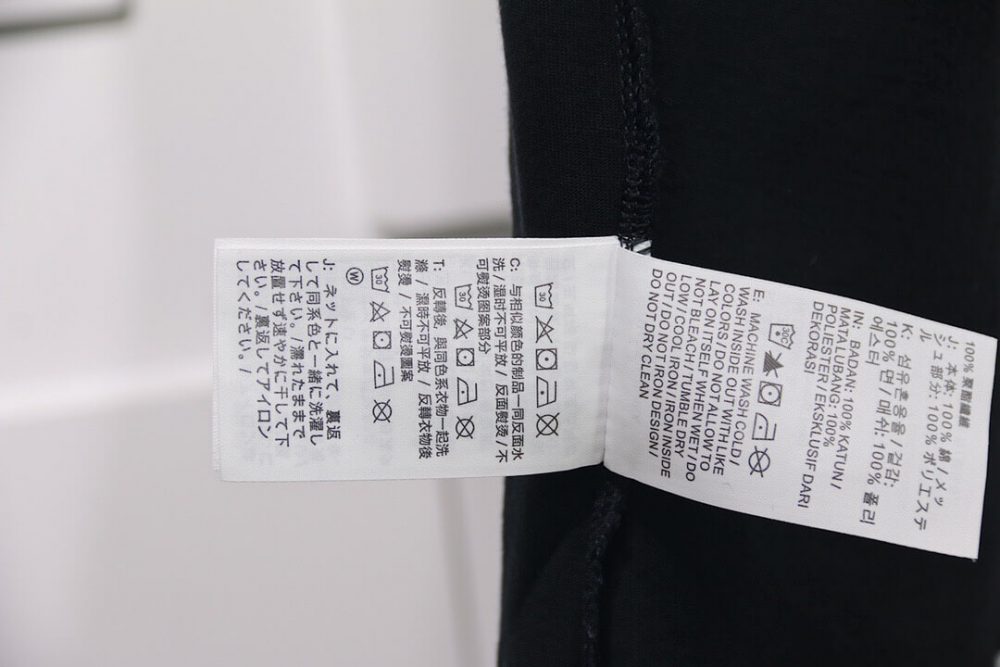 100% 聚酯纖維
J: 本体: 100% 綿 / メッ
シュ部分: 100% ポリエステ
ル
K: 섬유혼용율 / 겉감:
100% 면 / 매쉬: 100% 폴리
에스터
IN: BADAN: 100% KATUN /
MATA LUBANG: 100%
POLIESTER / EKSKLUSIF DARI
DEKORASI
30
E: MACHINE WASH COLD /
WASH INSIDE OUT WITH LIKE
COLORS / DO NOT ALLOW TO
LAY ON ITSELF WHEN WET / DO
NOT BLEACH / TUMBLE DRY
LOW / COOL IRON / IRON INSIDE
OUT / DO NOT IRON DESIGN /
DO NOT DRY CLEAN
30
C: 与相似颜色的制品一同反面水
洗 / 湿时不可平放 / 反面熨烫 / 不
可熨烫图案部分
30
T: 反轉後, 與同色系衣物一起洗
滌 / 濕時不可平放 / 反轉衣物後
熨燙 / 不可熨燙圖案
30
W
J: ネットに入れて、裏返
して同系色と一緒に洗濯し
て下さい。/ 濡れたままで
放置せず速やかに干して下
さい。裏返してアイロン
してください。/